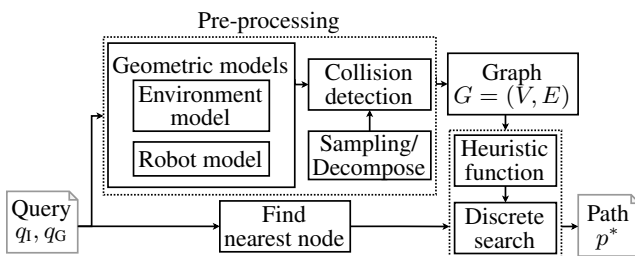 Pre-processing
Geometric models
Environment
model
Robot model
Collision
detection
Sampling/
Decompose
Graph
G = (V, E)
Heuristic
function
Query
q_I, q_G
Find
nearest node
Discrete
search
Path
p*